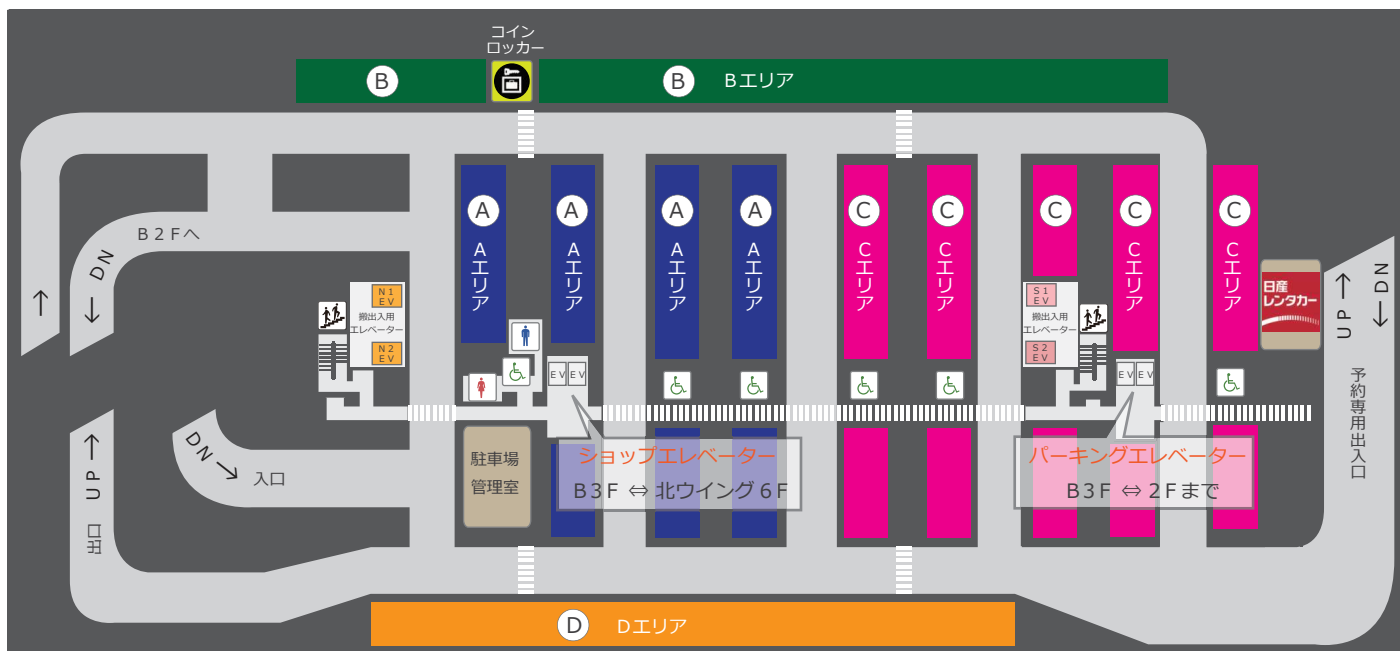 コイン
ロッカー
B
B
Bエリア
A
A
A
A
C
C
C
C
C
Aエリア
Aエリア
Aエリア
Aエリア
Cエリア
Cエリア
Cエリア
Cエリア
B2Fへ
DN
N1
EV
搬出入用
エレベーター
N2
EV
S1
EV
搬出入用
エレベーター
S2
EV
日産
レンタカー
UP
DN
予約専用出入口
EV EV
EV EV
UP
出口
DN
入口
駐車場
管理室
ショップエレベーター
B3F ⇔ 北ウイング6F
パーキングエレベーター
B3F ⇔ 2Fまで
D
Dエリア